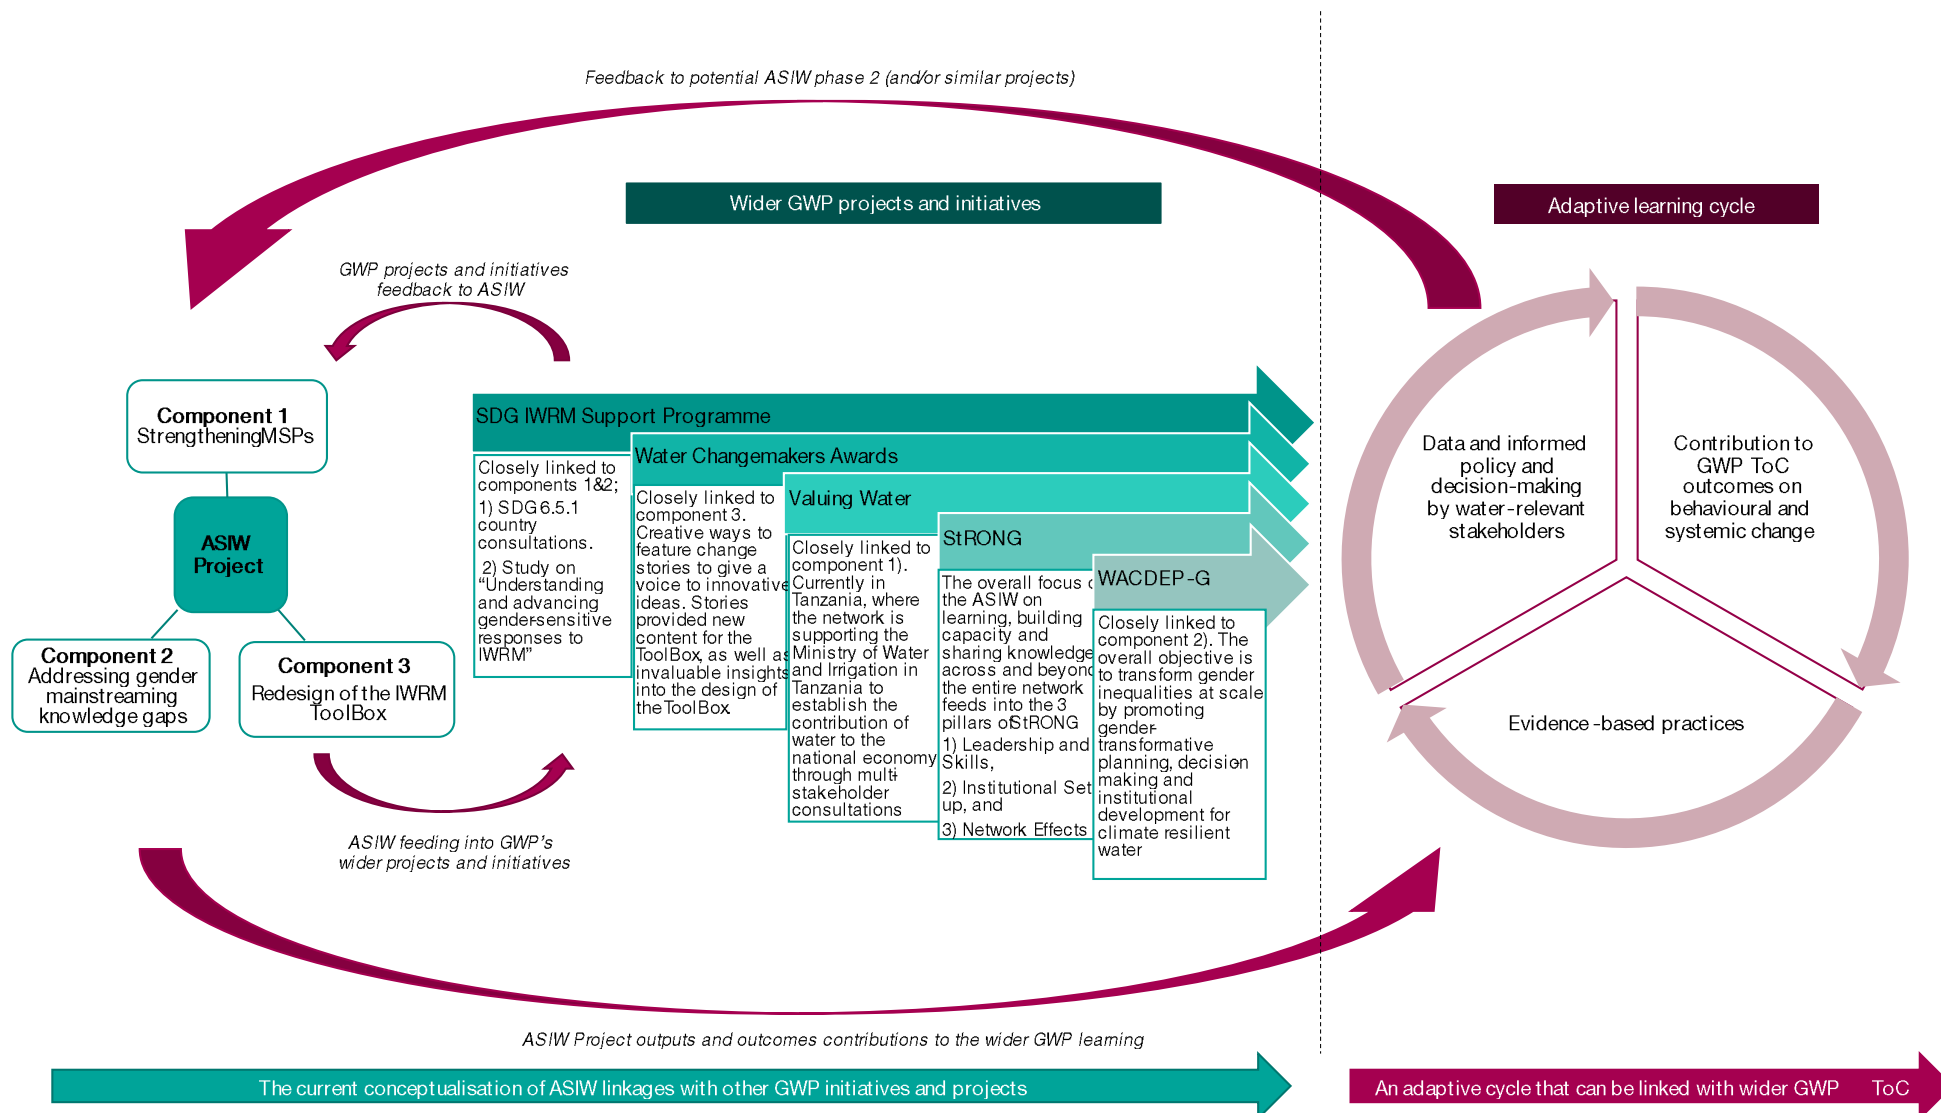 Feedback to potential ASIW phase 2 (and/or similar projects)
Wider GWP projects and initiatives
Adaptive learning cycle
GWP projects and initiatives
feedback to ASIW
Component 1
StrengtheningMSPs
ASIW
Project
Component 2
Addressing gender
mainstreaming
knowledge gaps
Component 3
Redesign of the IWRM
ToolBox
SDG IWRM Support Programme
Closely linked to
components 1&2;
1) SDG 6.5.1
country
consultations.
2) Study on
“Understanding
and advancing
gender-sensitive
responses to
IWRM”
Water Changemakers Awards
Closely linked to
component 3.
Creative ways to
feature change
stories to give a
voice to innovative
ideas. Stories
provided new
content for the
ToolBox, as well as
invaluable insights
into the design of
the ToolBox
Valuing Water
Closely linked to
component 1).
Currently in
Tanzania, where
the network is
supporting the
Ministry of Water
and Irrigation in
Tanzania to
establish the
contribution of
water to the
national economy
through multi-
stakeholder
consultations
StRONG
The overall focus o
the ASIW on
learning, building
capacity and
sharing knowledge
across and beyond
the entire network
feeds into the 3
pillars of StRONG
1) Leadership and
Skills,
2) Institutional Set
up, and
3) Network Effects
WACDEP-G
Closely linked to
component 2). The
overall objective is
to transform gender
inequalities at scale
by promoting
gender-
transformative
planning, decision-
making and
institutional
development for
climate resilient
water
Data and informed
policy and
decision-making
by water-relevant
stakeholders
Contribution to
GWP ToC
outcomes on
behavioural and
systemic change
Evidence-based practices
ASIW feeding into GWP's
wider projects and initiatives
ASIW Project outputs and outcomes contributions to the wider GWP learning
The current conceptualisation of ASIW linkages with other GWP initiatives and projects
An adaptive cycle that can be linked with wider GWP ToC